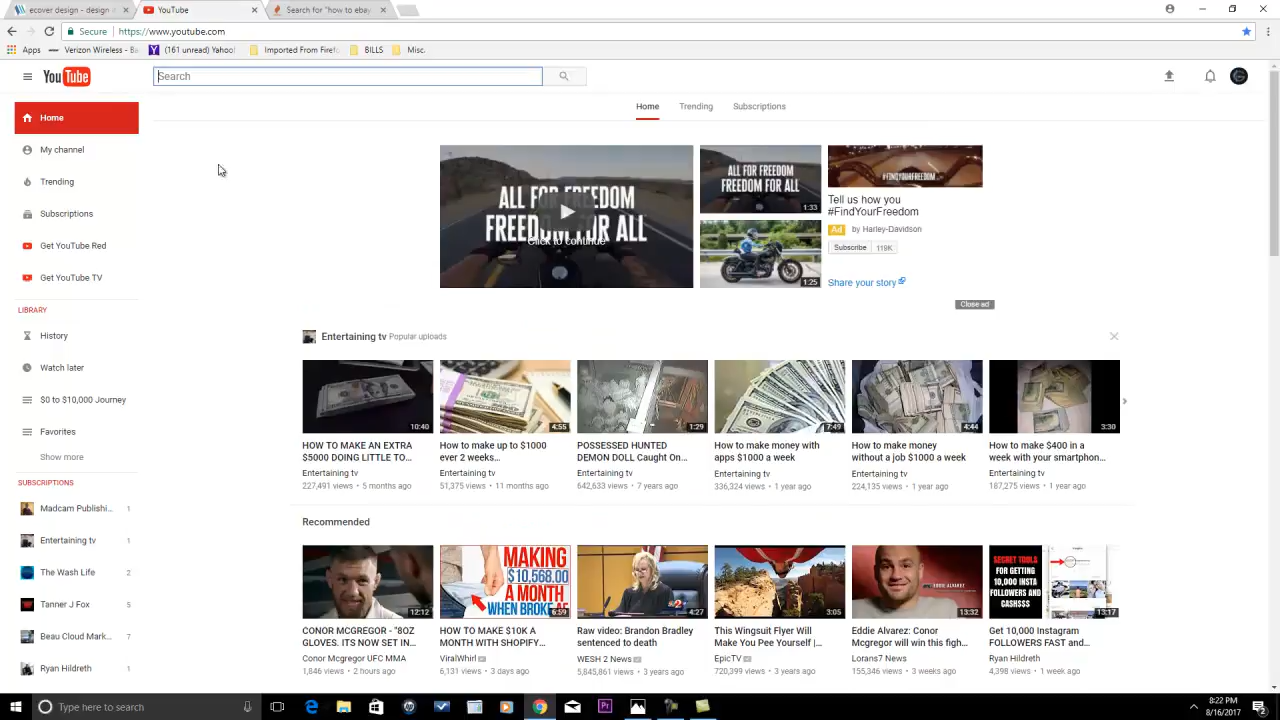 ecover - design d
YouTube
Search for "how to ebay
Secure
https://www.youtube.com
Apps
Verizon Wireless - Ba
(161 unread) Yahoo!
Imported From Firefo
BILLS
Misc.
YouTube
Search
Home
Trending
Subscriptions
Home
My channel
Trending
Subscriptions
Get YouTube Red
Get YouTube TV
LIBRARY
History
Watch later
$0 to $10,000 Journey
Favorites
Show more
SUBSCRIPTIONS
Madcam Publishi... 1
Entertaining tv 1
The Wash Life 2
Tanner J Fox 5
Beau Cloud Mark... 7
Ryan Hildreth 1
ALL FOR FREEDOM
FREEDOM FOR ALL
Click to continue
ALL FOR FREEDOM
FREEDOM FOR ALL
1:33
1:25
#FINDYOURFREEDOM
Tell us how you
#FindYourFreedom
Ad by Harley-Davidson
Subscribe 119K
Share your story
Close ad
Entertaining tv Popular uploads
10:40
HOW TO MAKE AN EXTRA
$5000 DOING LITTLE TO...
Entertaining tv
227,491 views • 5 months ago
4:55
How to make up to $1000
ever 2 weeks...
Entertaining tv
51,375 views • 11 months ago
1:29
POSSESSED HUNTED
DEMON DOLL Caught On...
Entertaining tv
642,633 views • 7 years ago
7:49
How to make money with
apps $1000 a week
Entertaining tv
336,324 views • 1 year ago
4:44
How to make money
without a job $1000 a week
Entertaining tv
224,135 views • 1 year ago
3:30
How to make $400 in a
week with your smartphon...
Entertaining tv
187,275 views • 1 year ago
Recommended
12:12
CONOR MCGREGOR - "8OZ
GLOVES. ITS NOW SET IN...
Conor Mcgregor UFC MMA
1,846 views • 2 hours ago
MAKING
$10,568.00
A MONTH
WHEN BROKE
6:59
HOW TO MAKE $10K A
MONTH WITH SHOPIFY...
ViralWhirl
6,131 views • 3 days ago
4:27
Raw video: Brandon Bradley
sentenced to death
WESH 2 News
5,845,861 views • 3 years ago
3:05
This Wingsuit Flyer Will
Make You Pee Yourself |...
EpicTV
720,399 views • 3 years ago
EDDIE ALVAREZ
13:32
Eddie Alvarez: Conor
Mcgregor will win this figh...
Lorans7 News
155,346 views • 3 weeks ago
SECRET TOOLS
FOR GETTING
10,000 INSTA
FOLLOWERS AND
CASH$$$
13:17
Get 10,000 Instagram
FOLLOWERS FAST and...
Ryan Hildreth
4,398 views • 1 week ago
Type here to search
8:22 PM
8/16/2017
2